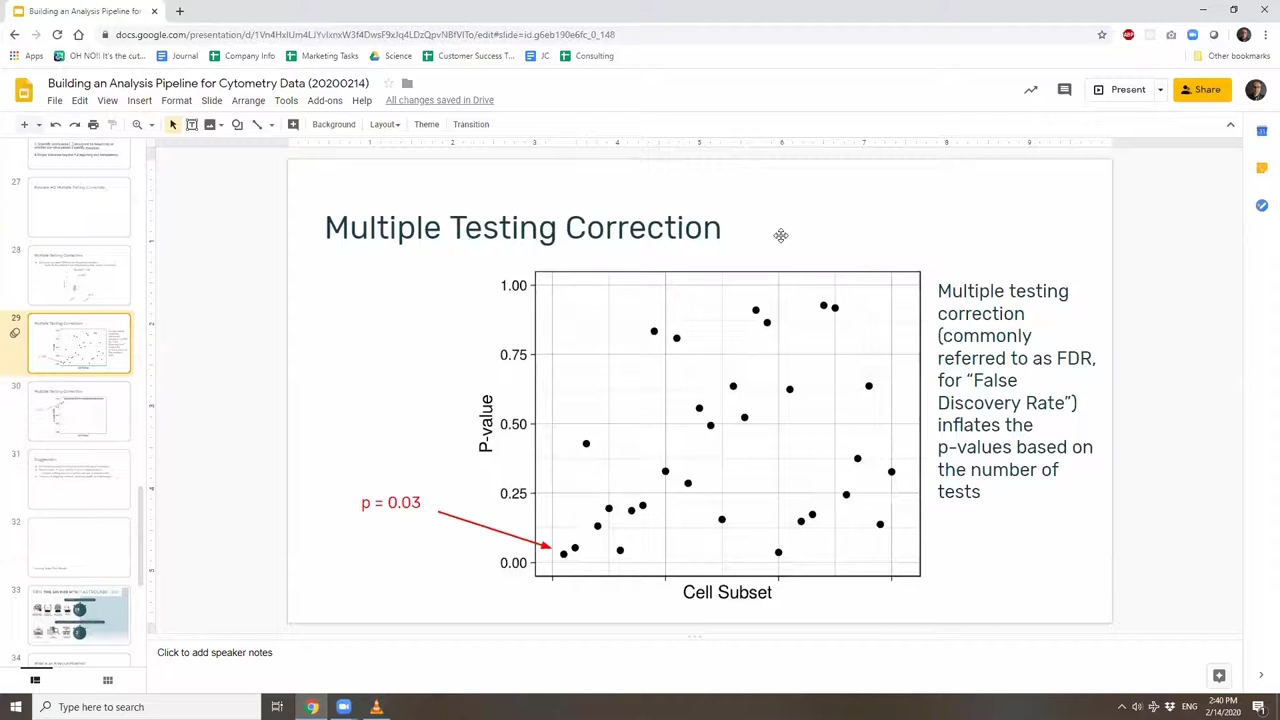 Building an Analysis Pipeline for
docs.google.com/presentation/d/1Vn4HxIUm4LJYvlxnxW3f4DwsF9xJq4LDzQpvNBfVlTo/edit#slide=id.g6eb190e6fc_0_148
Apps OH NO! It's the cut... Journal Company Info Marketing Tasks Science Customer Success T... JC Consulting Other bookmarks
Building an Analysis Pipeline for Cytometry Data (20200214)
File Edit View Insert Format Slide Arrange Tools Add-ons Help All changes saved in Drive
Present Share
Background Layout Theme Transition
27
28
29
30
31
32
33
34
Multiple Testing Correction
1.00
0.75
0.50
0.25
0.00
P-value
Cell Subset
p = 0.03
Multiple testing
correction
(commonly
referred to as FDR,
for “False
Discovery Rate”)
inflates the
p-values based on
the number of
tests
Click to add speaker notes
Type here to search
ENG
2:40 PM
2/14/2020